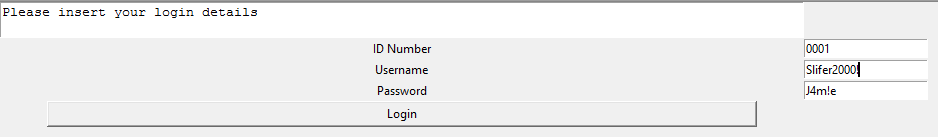 Please insert your login details
ID Number 0001
Username Slifer2000!
Password J4m!e
Login